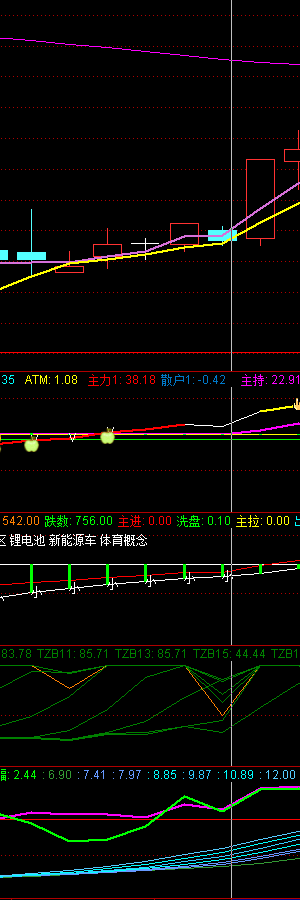 35 ATM: 1.08 主力1: 38.18 散户1: -0.42 主持: 22.91
542.00 跌数: 756.00 主进: 0.00 洗盘: 0.10 主拉: 0.00
区 锂电池 新能源车 体育概念
83.78 TZB11: 85.71 TZB13: 85.71 TZB15: 44.44 TZB1
幅: 2.44 : 6.90 : 7.41 : 7.97 : 8.85 : 9.87 : 10.89 : 12.00